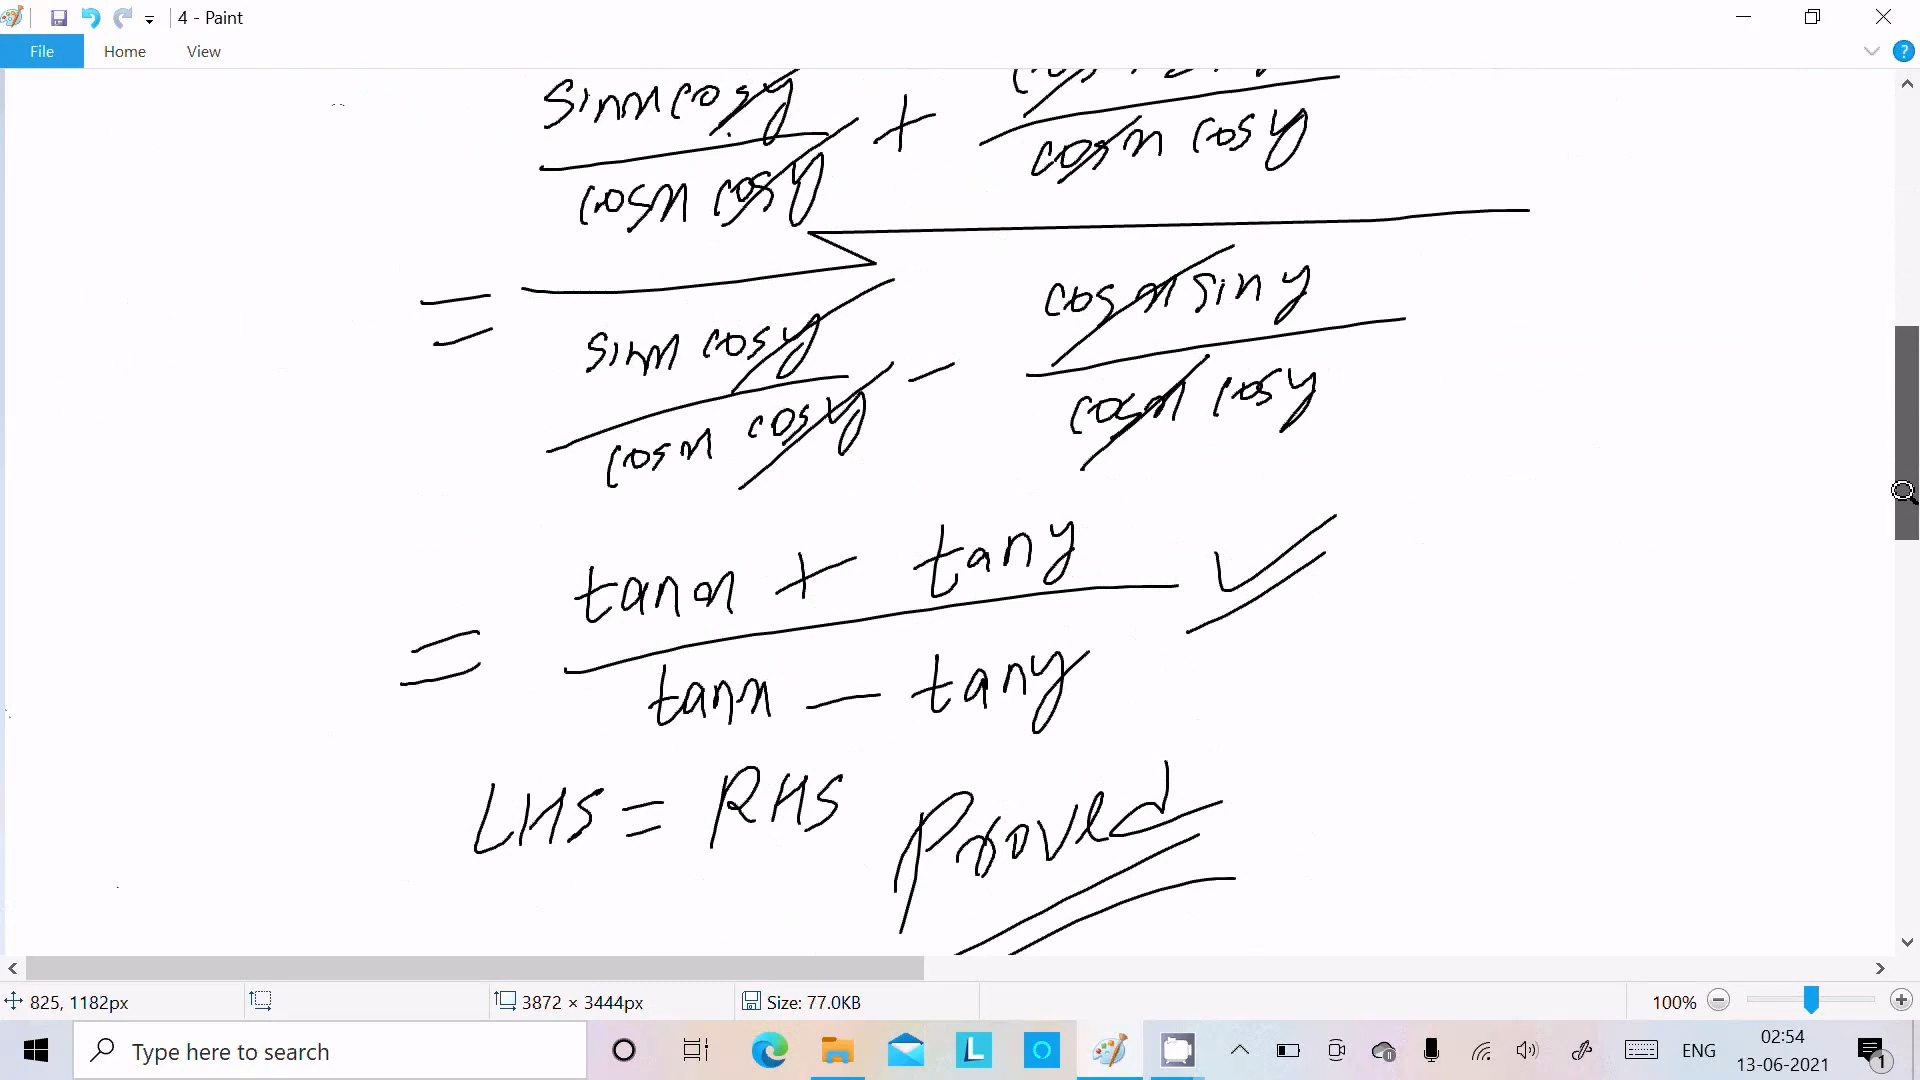 4 - Paint
File Home View
sinx cosy
cosx cosy
+
cosx cosy
=
sinx cosy
cosx cosy
-
cosx siny
cosx cosy
=
tanx + tany
tanx - tany
LHS = RHS Proved
825, 1182px 3872 × 3444px Size: 77.0KB 100%
Type here to search
ENG
02:54
13-06-2021
1